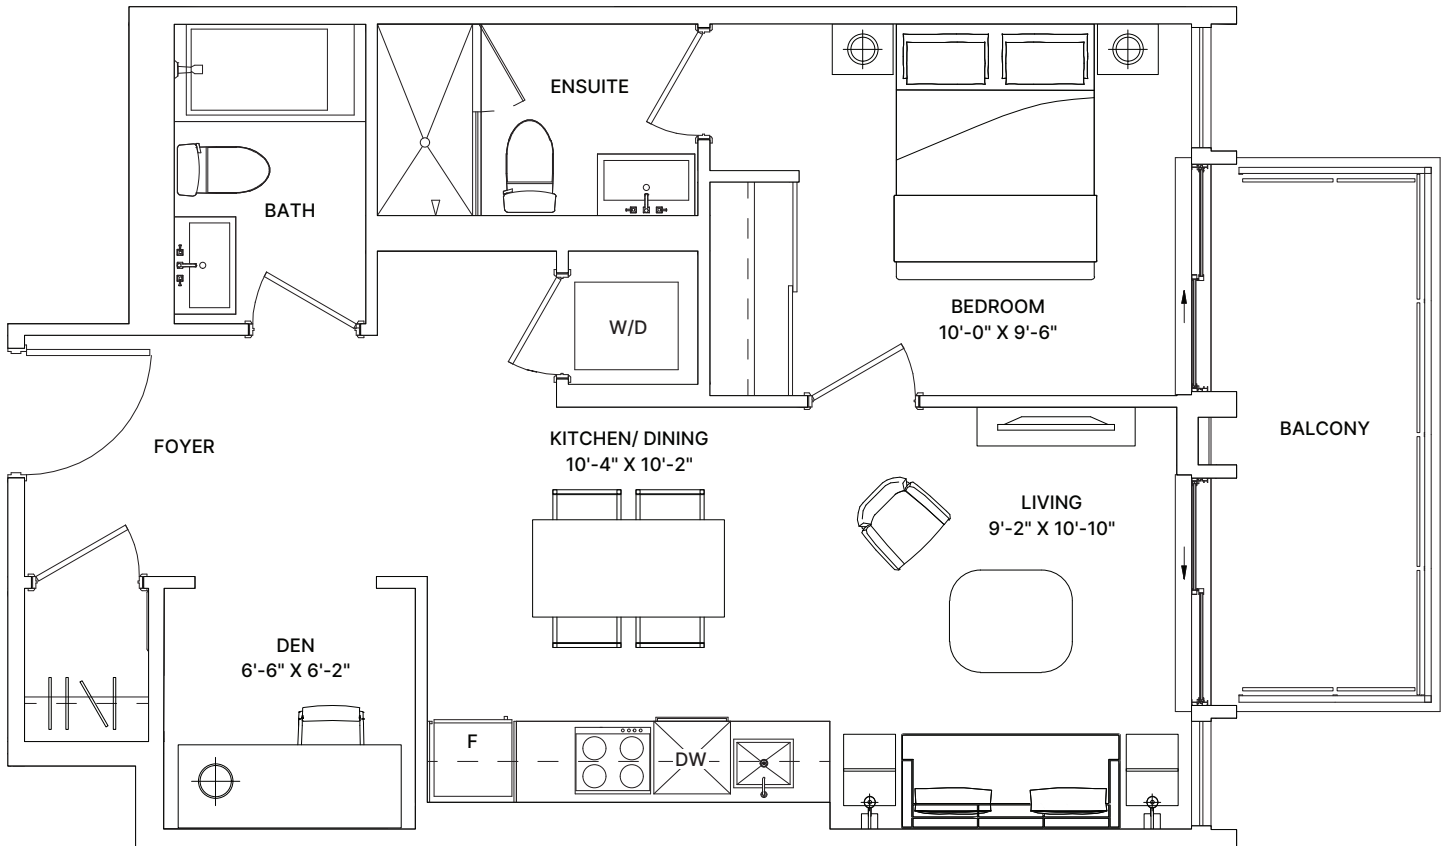 ENSUITE
BATH
W/D
BEDROOM
10'-0" X 9'-6"
FOYER
KITCHEN/ DINING
10'-4" X 10'-2"
BALCONY
LIVING
9'-2" X 10'-10"
DEN
6'-6" X 6'-2"
F
DW